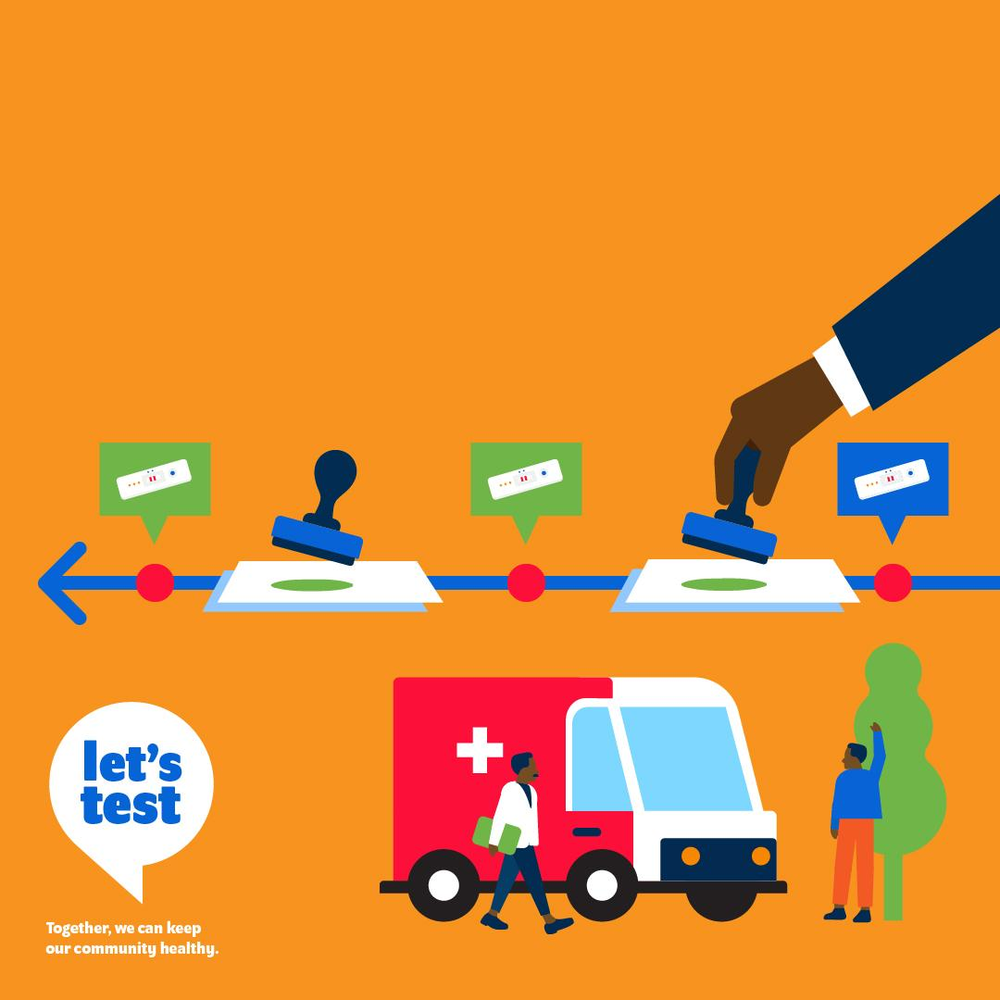 let's
test
Together, we can keep
our community healthy.